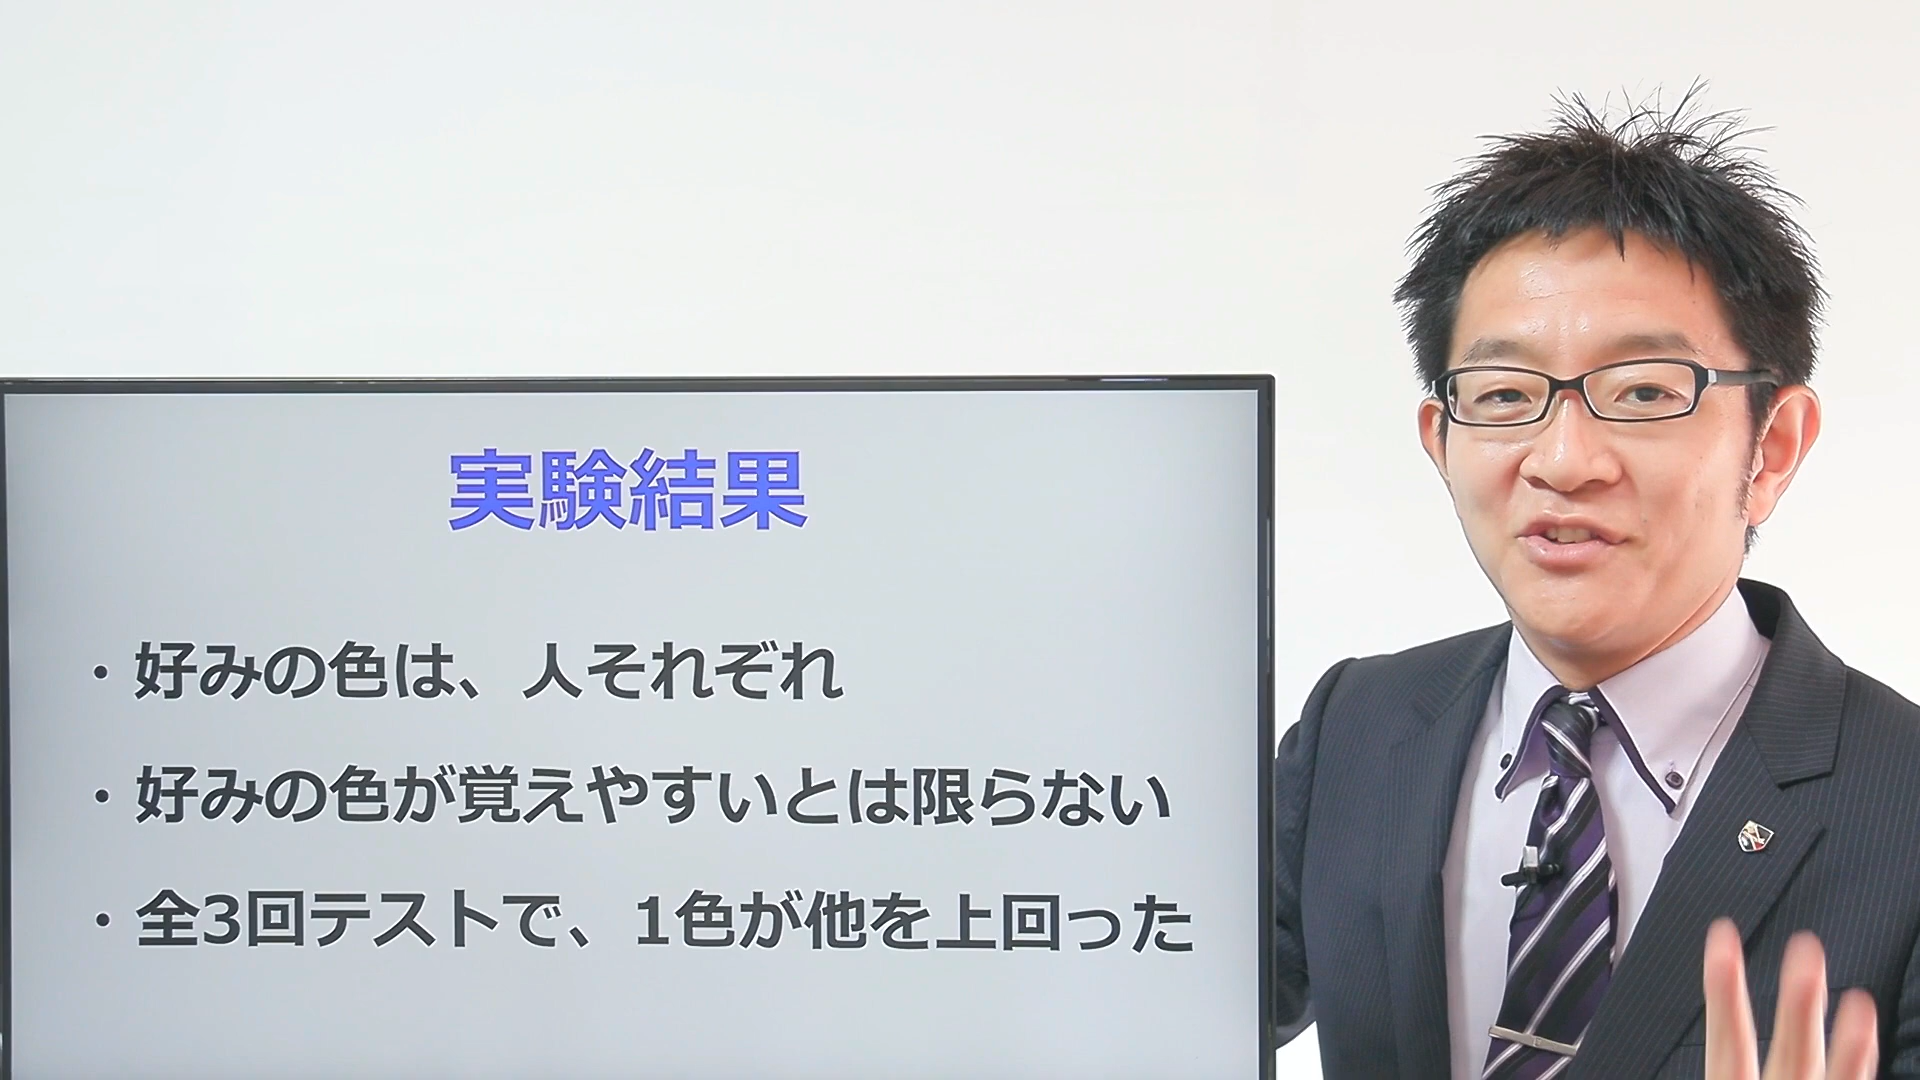 実験結果
・好みの色は、人それぞれ
・好みの色が覚えやすいとは限らない
・全3回テストで、1色が他を上回った